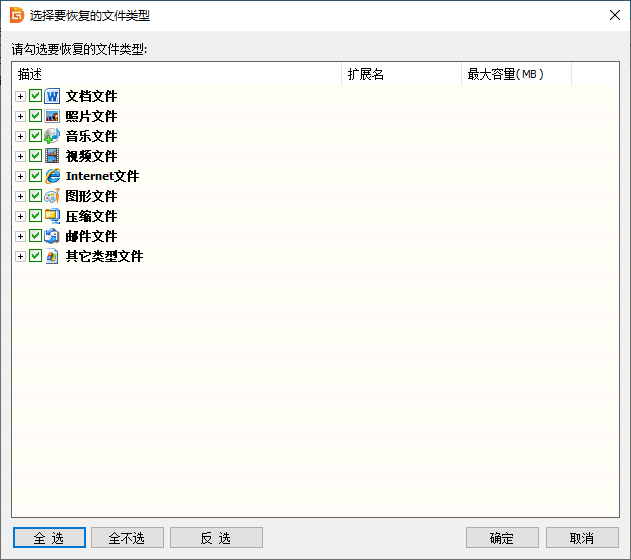 选择要恢复的文件类型
请勾选要恢复的文件类型:
描述 扩展名 最大容量(MB)
文档文件
照片文件
音乐文件
视频文件
Internet文件
图形文件
压缩文件
邮件文件
其它类型文件
全 选 全不选 反 选 确定 取消